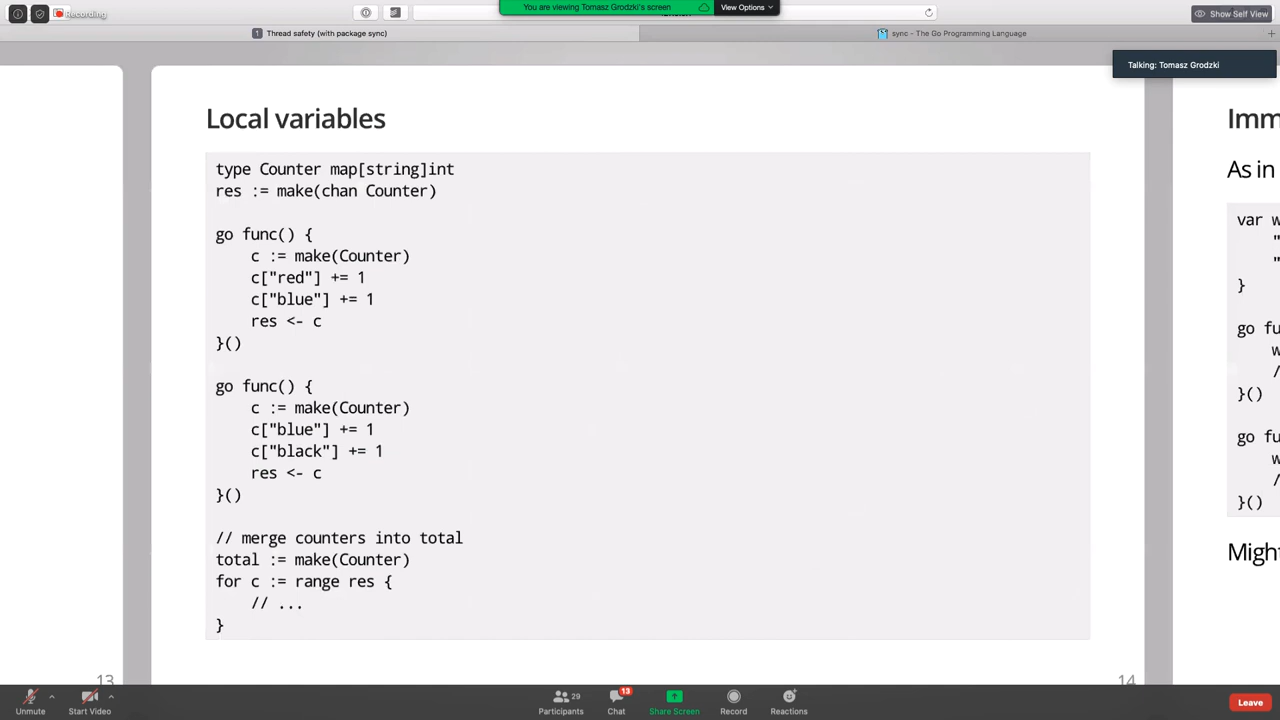 Recording
You are viewing Tomasz Grodzki's screen
View Options
Show Self View
1 Thread safety (with package sync)
sync - The Go Programming Language
Talking: Tomasz Grodzki
Local variables
type Counter map[string]int
res := make(chan Counter)
go func() {
    c := make(Counter)
    c["red"] += 1
    c["blue"] += 1
    res <- c
}()
go func() {
    c := make(Counter)
    c["blue"] += 1
    c["black"] += 1
    res <- c
}()
// merge counters into total
total := make(Counter)
for c := range res {
    // ...
}
13
14
Imm
As in
var w
"
"
}
go fu
w
/
}()
go fu
w
/
}()
Might
Unmute
Start Video
Participants
29
Chat
13
Share Screen
Record
Reactions
Leave